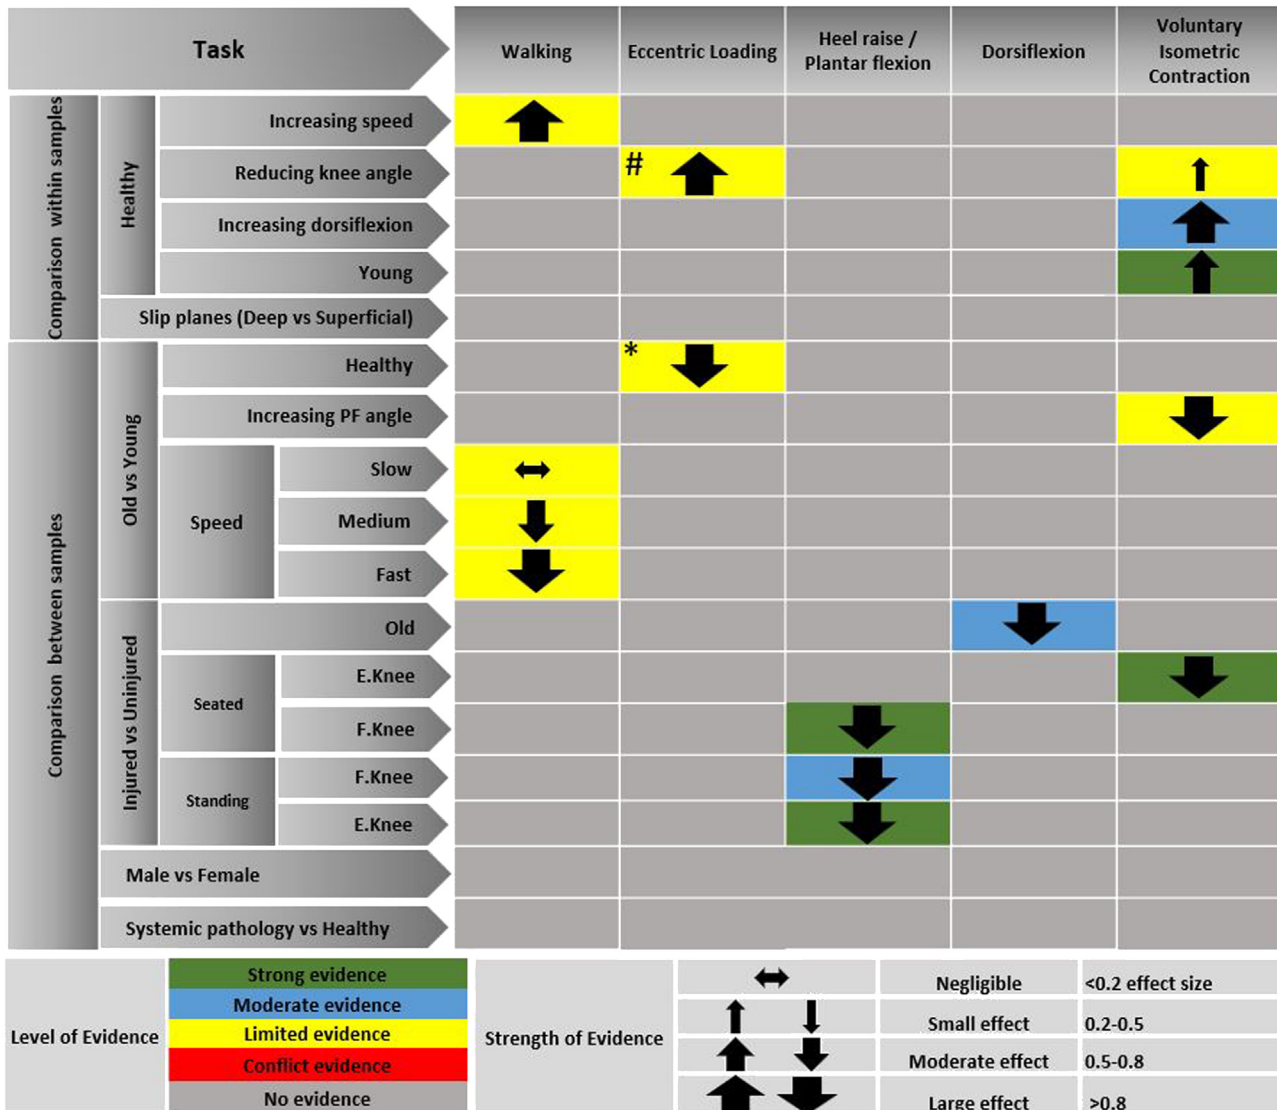 Task
Walking
Eccentric Loading
Heel raise /
Plantar flexion
Dorsiflexion
Voluntary
Isometric
Contraction
Comparison within samples
Healthy
Increasing speed
Reducing knee angle
#
Increasing dorsiflexion
Young
Slip planes (Deep vs Superficial)
Comparison between samples
Old vs Young
Healthy
*
Increasing PF angle
Speed
Slow
Medium
Fast
Injured vs Uninjured
Old
Seated
E.Knee
F.Knee
Standing
F.Knee
E.Knee
Male vs Female
Systemic pathology vs Healthy
Level of Evidence
Strong evidence
Moderate evidence
Limited evidence
Conflict evidence
No evidence
Strength of Evidence
Negligible
<0.2 effect size
Small effect
0.2-0.5
Moderate effect
0.5-0.8
Large effect
>0.8